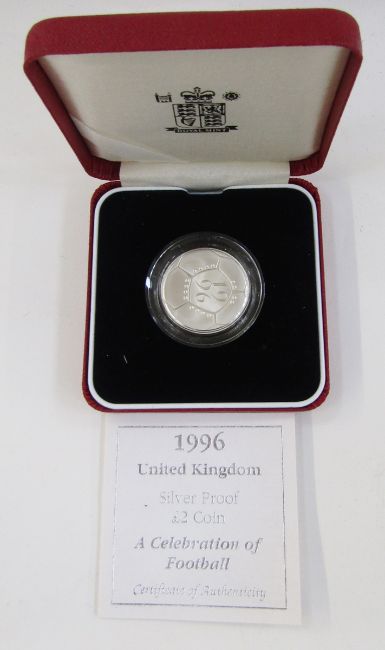 ROYAL MINT
96
1996
United Kingdom
Silver Proof
£2 Coin
A Celebration of
Football
Certificate of Authenticity